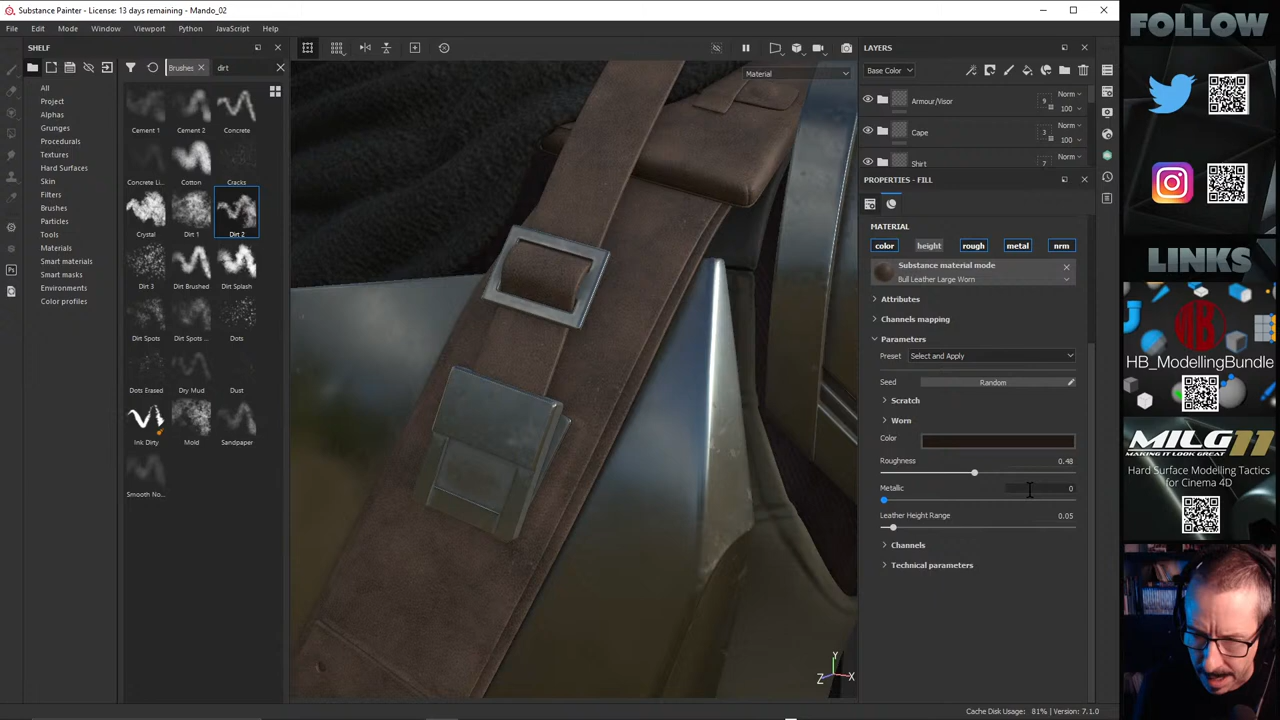 Substance Painter - License: 13 days remaining - Mando_02
File Edit Mode Window Viewport Python JavaScript Help
SHELF
Brushes dirt
All
Project
Alphas
Grunges
Procedurals
Textures
Hard Surfaces
Skin
Filters
Brushes
Particles
Tools
Materials
Smart materials
Smart masks
Environments
Color profiles
Cement 1 Cement 2 Concrete
Concrete Li... Cotton Cracks
Crystal Dirt 1 Dirt 2
Dirt 3 Dirt Brushed Dirt Splash
Dirt Spots Dirt Spots ... Dots
Dots Erased Dry Mud Dust
Ink Dirty Mold Sandpaper
Smooth No...
Material
Y
Z X
LAYERS
Base Color
Armour/Visor 9 Norm
100
Cape 3 Norm
100
Shirt 7 Norm
PROPERTIES - FILL
MATERIAL
color height rough metal nrm
Substance material mode
Bull Leather Large Worn
Attributes
Channels mapping
Parameters
Preset Select and Apply
Seed Random
Scratch
Worn
Color
Roughness 0.48
Metallic 0
Leather Height Range 0.05
Channels
Technical parameters
Cache Disk Usage: 81% | Version: 7.1.0
FOLLOW
LINKS
HB
HB_ModellingBundle
MILG11
MAKING IT LOOK GREAT
Hard Surface Modelling Tactics
for Cinema 4D